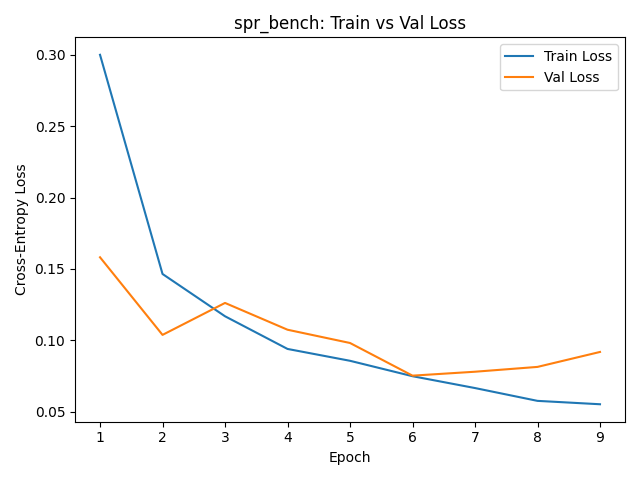 spr_bench: Train vs Val Loss
Train Loss
Val Loss
Cross-Entropy Loss
0.30
0.25
0.20
0.15
0.10
0.05
1 2 3 4 5 6 7 8 9
Epoch